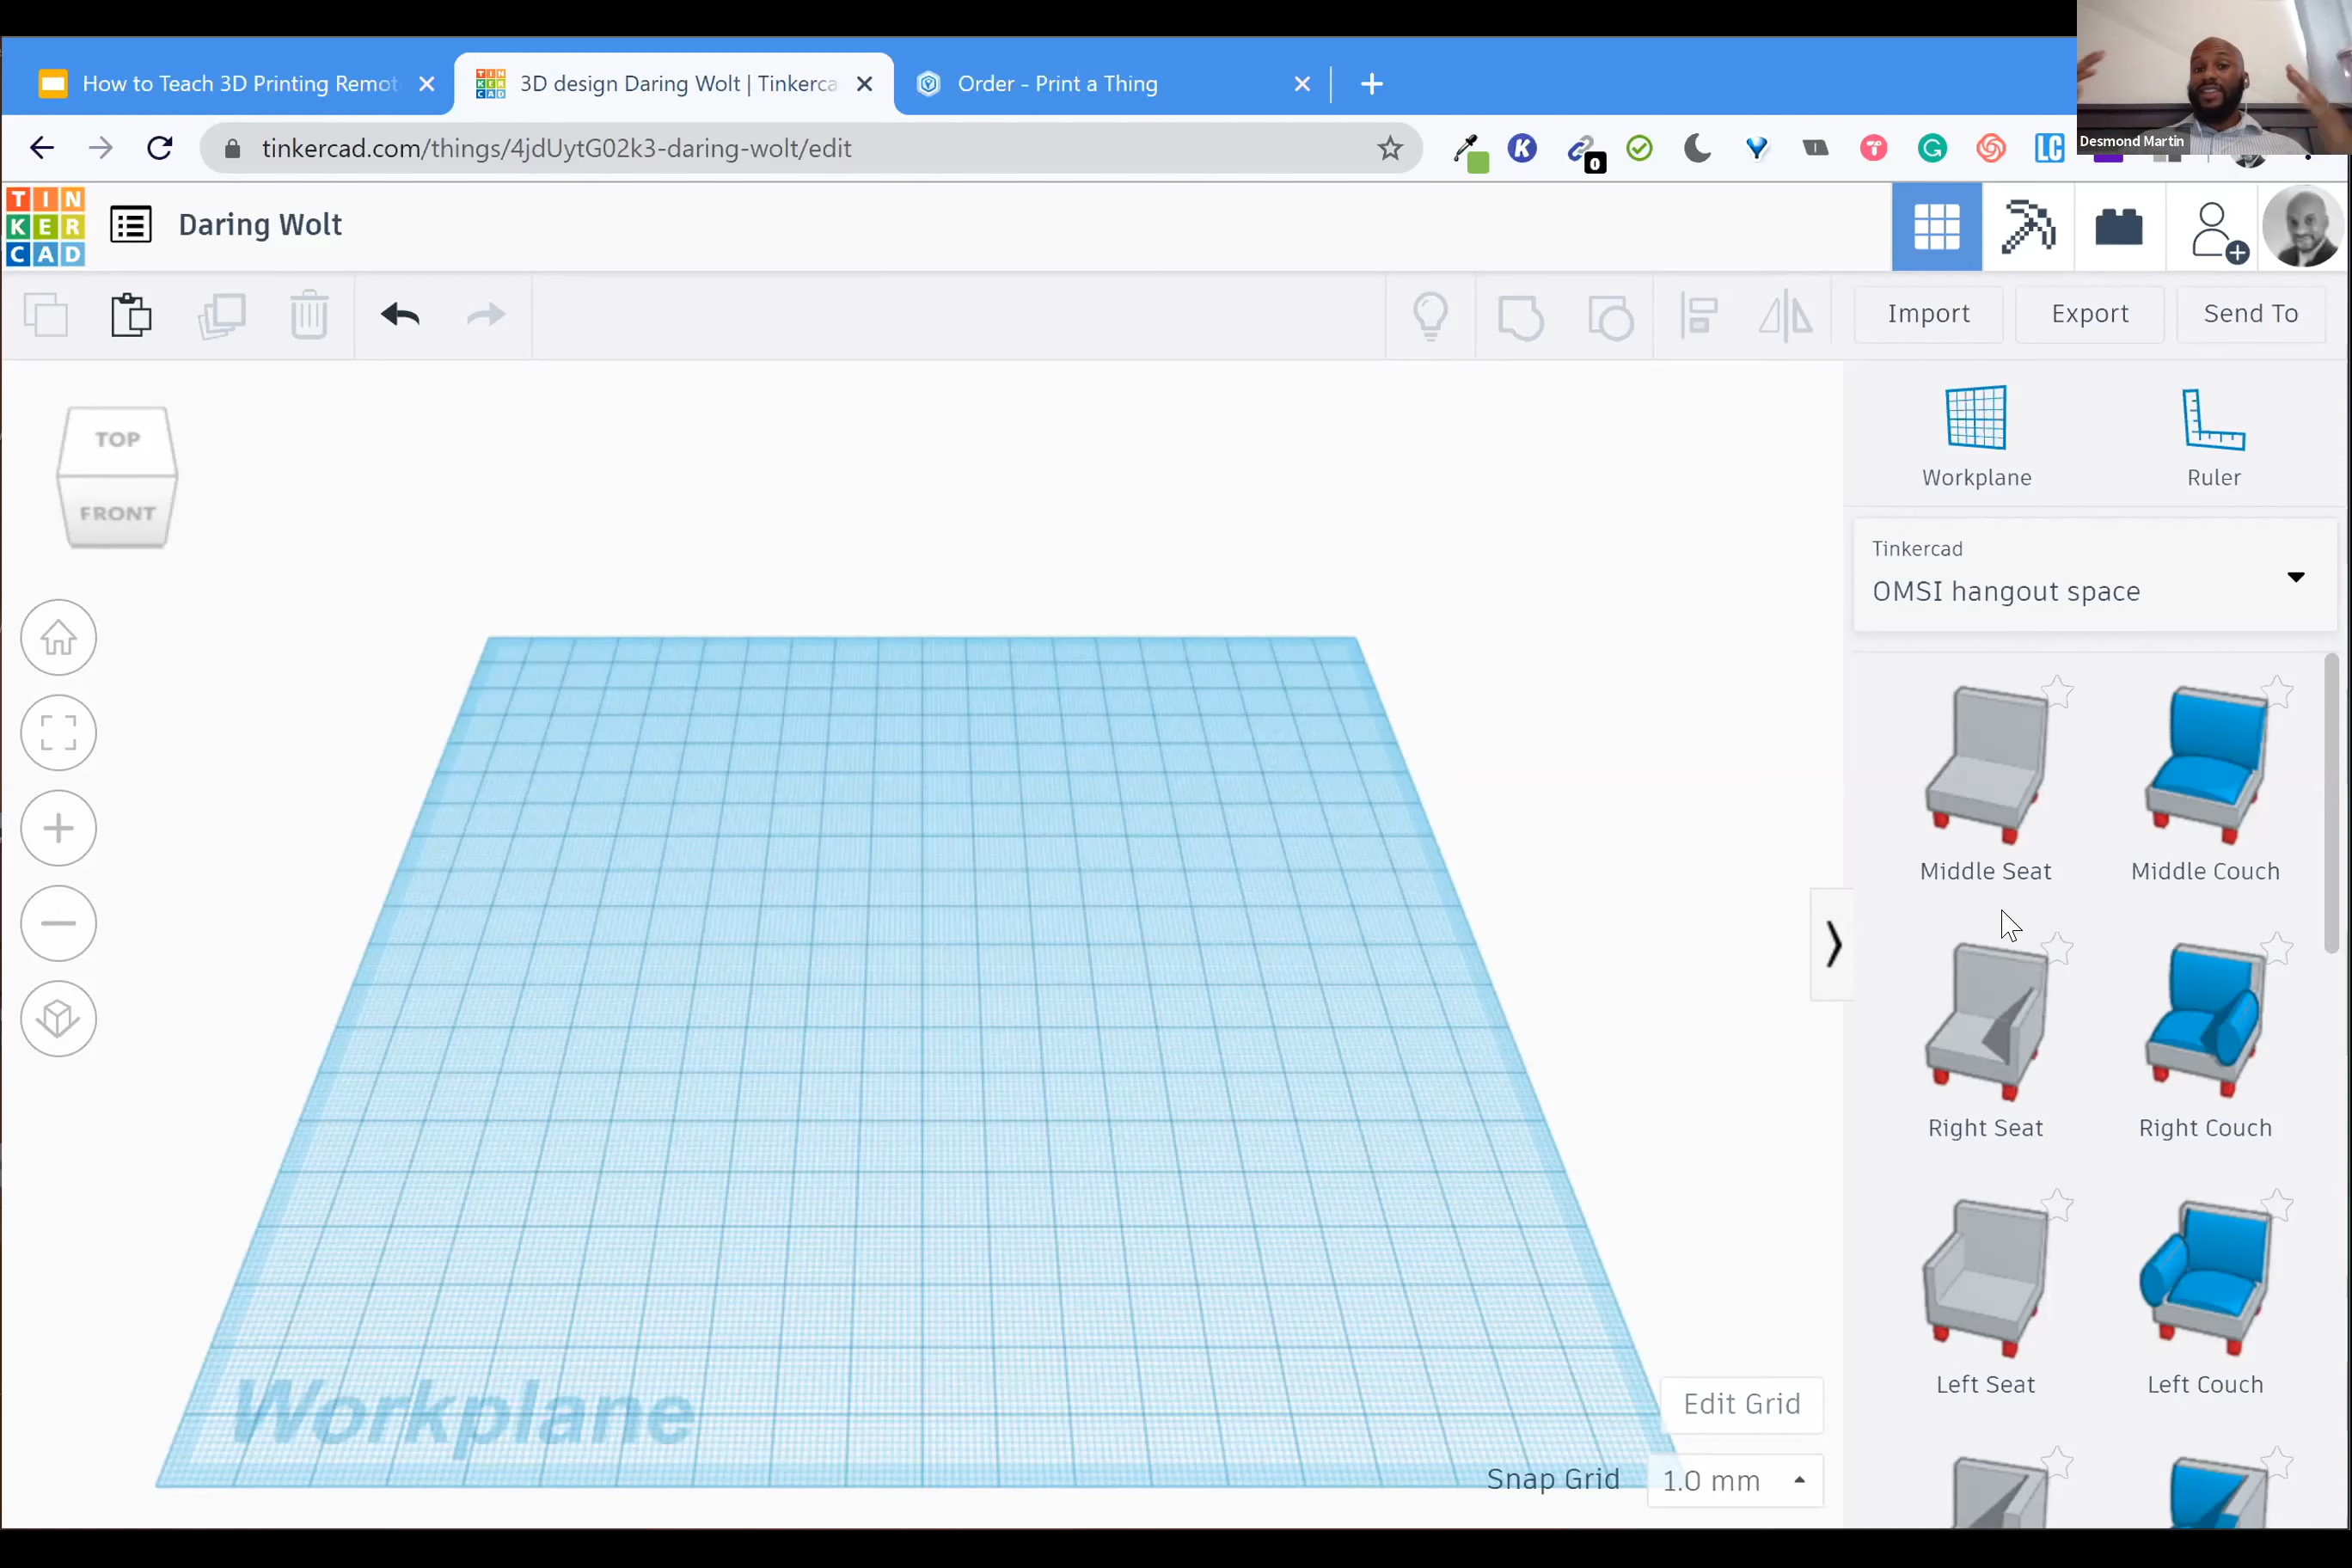 How to Teach 3D Printing Remot
3D design Daring Wolt | Tinkerca
Order - Print a Thing
tinkercad.com/things/4jdUytG02k3-daring-wolt/edit
Desmond Martin
TIN
KER
CAD
Daring Wolt
Import
Export
Send To
TOP
FRONT
Workplane
Ruler
Tinkercad
OMSI hangout space
Middle Seat
Middle Couch
Right Seat
Right Couch
Left Seat
Left Couch
Workplane
Edit Grid
Snap Grid
1.0 mm